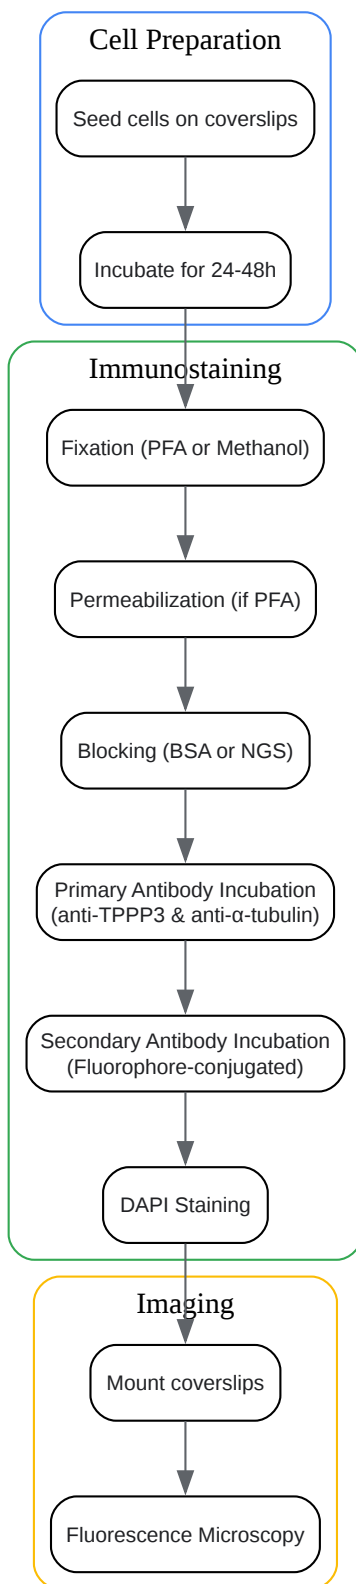 Cell Preparation
Seed cells on coverslips
Incubate for 24-48h
Immunostaining
Fixation (PFA or Methanol)
Permeabilization (if PFA)
Blocking (BSA or NGS)
Primary Antibody Incubation
(anti-TPPP3 & anti-α-tubulin)
Secondary Antibody Incubation
(Fluorophore-conjugated)
DAPI Staining
Imaging
Mount coverslips
Fluorescence Microscopy